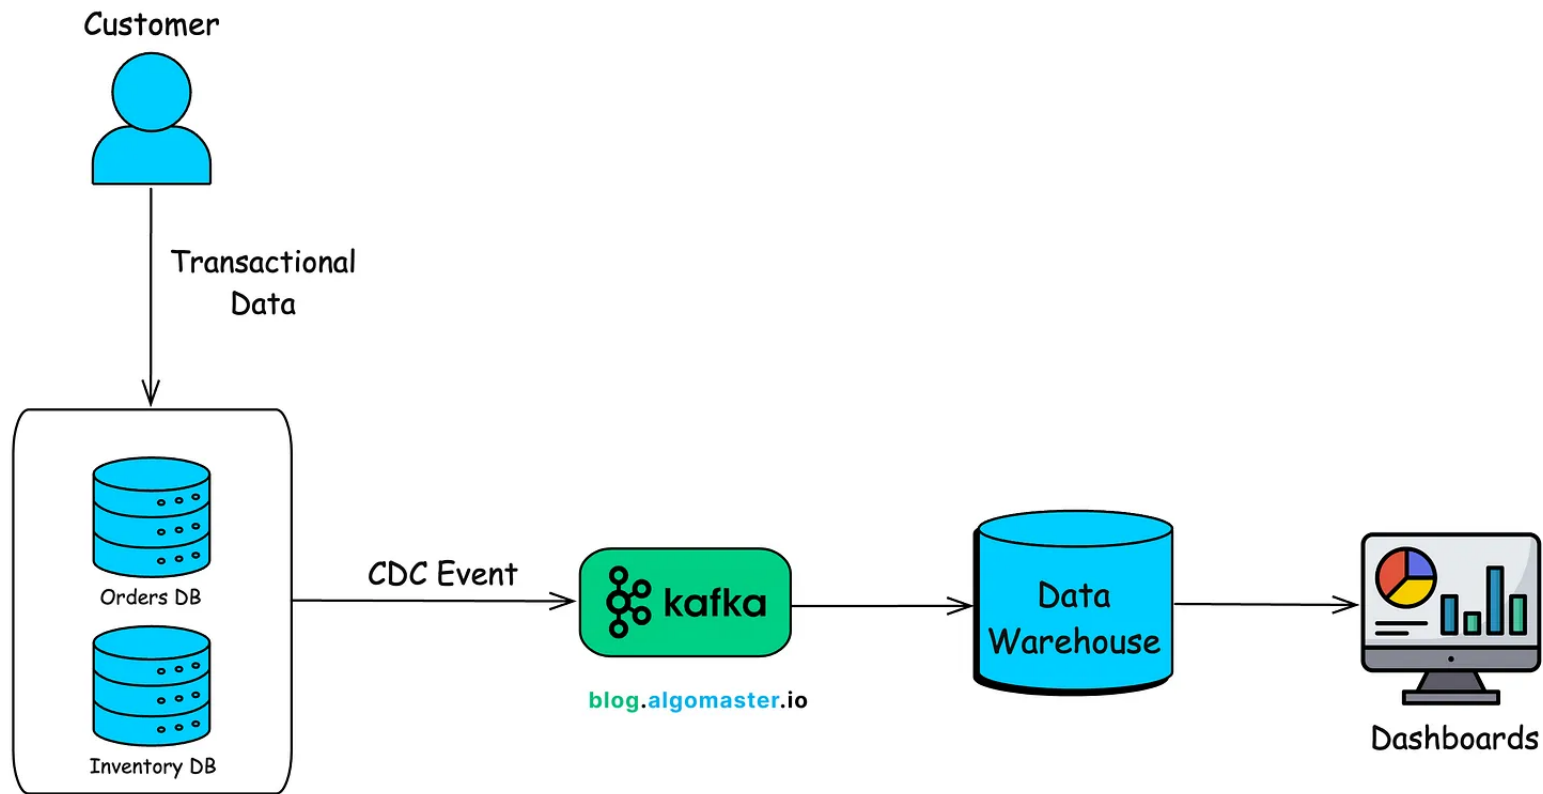 Customer
Transactional
Data
Orders DB
Inventory DB
CDC Event
kafka
blog.algomaster.io
Data
Warehouse
Dashboards